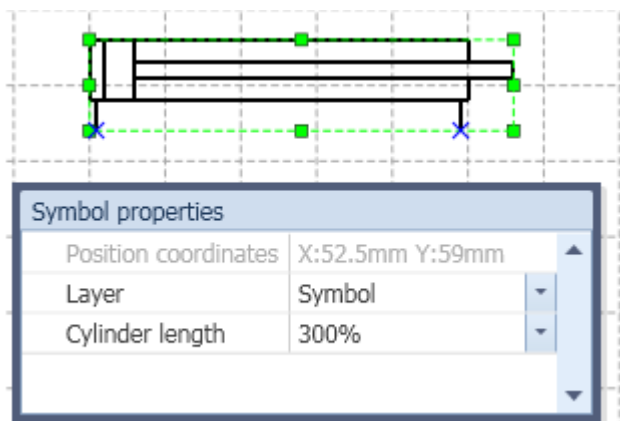 Symbol properties
Position coordinates X:52.5mm Y:59mm
Layer Symbol
Cylinder length 300%